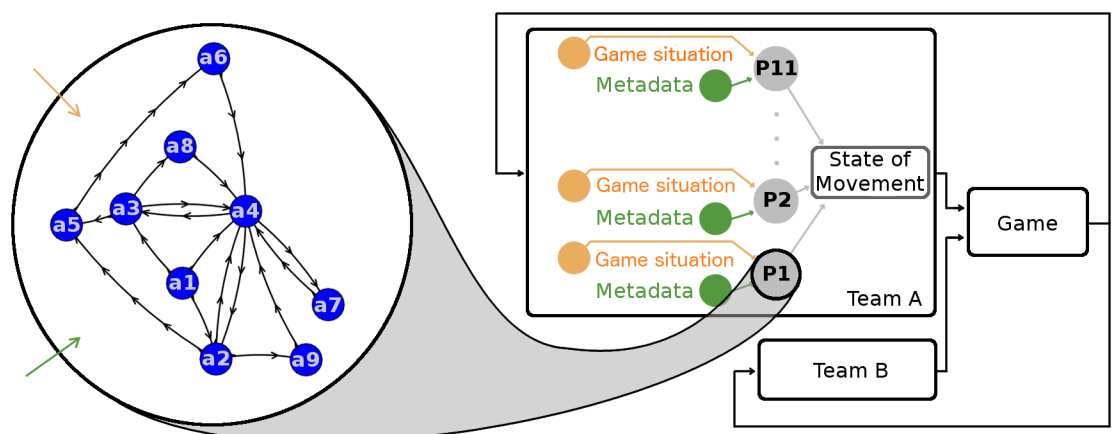 a6
a8
a3
a4
a5
a1
a7
a2
a9
Game situation
Metadata
P11
Game situation
Metadata
P2
Game situation
Metadata
P1
State of
Movement
Team A
Game
Team B